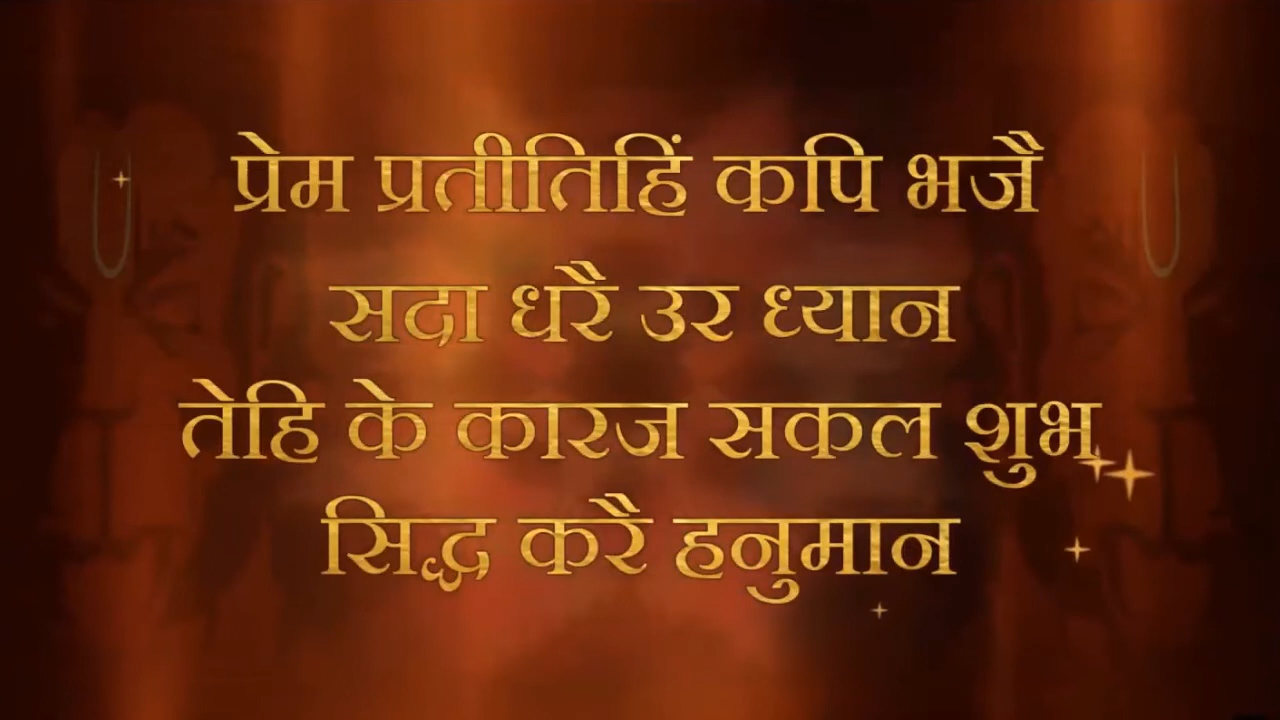 प्रेम प्रतीतिहिं कपि भजै
सदा धरै उर ध्यान
तेहि के कारज सकल शुभ
सिद्ध करै हनुमान